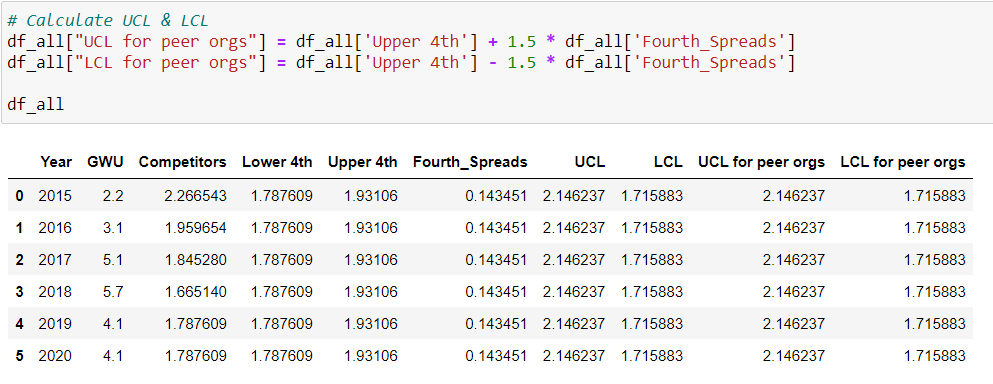 # Calculate UCL & LCL
df_all["UCL for peer orgs"] = df_all['Upper 4th'] + 1.5 * df_all['Fourth_Spreads']
df_all["LCL for peer orgs"] = df_all['Upper 4th'] - 1.5 * df_all['Fourth_Spreads']
df_all
Year GWU Competitors Lower 4th Upper 4th Fourth_Spreads UCL LCL UCL for peer orgs LCL for peer orgs
0 2015 2.2 2.266543 1.787609 1.93106 0.143451 2.146237 1.715883 2.146237 1.715883
1 2016 3.1 1.959654 1.787609 1.93106 0.143451 2.146237 1.715883 2.146237 1.715883
2 2017 5.1 1.845280 1.787609 1.93106 0.143451 2.146237 1.715883 2.146237 1.715883
3 2018 5.7 1.665140 1.787609 1.93106 0.143451 2.146237 1.715883 2.146237 1.715883
4 2019 4.1 1.787609 1.787609 1.93106 0.143451 2.146237 1.715883 2.146237 1.715883
5 2020 4.1 1.787609 1.787609 1.93106 0.143451 2.146237 1.715883 2.146237 1.715883